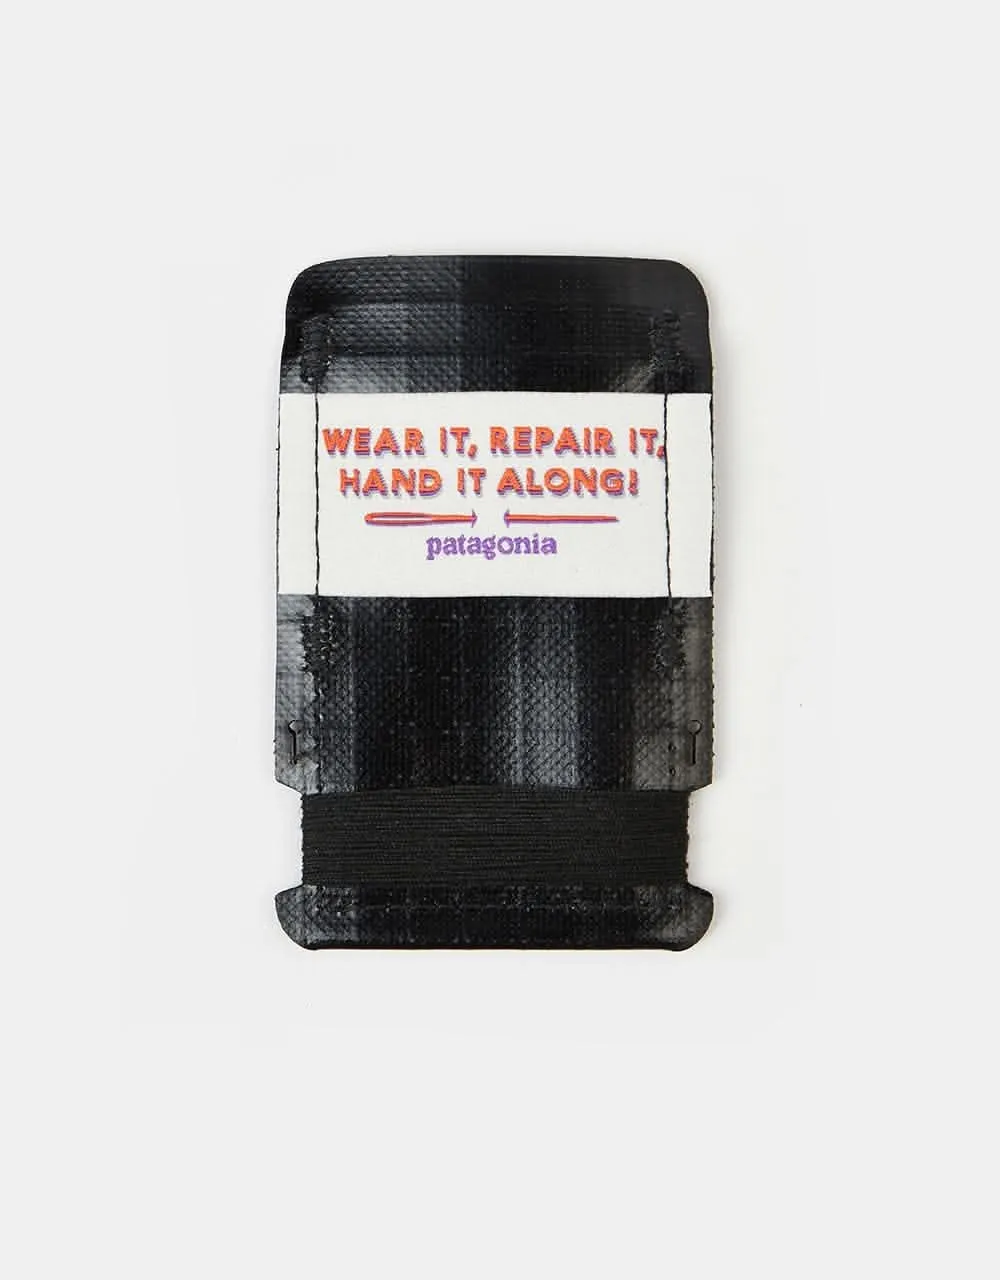 WEAR IT, REPAIR IT,
HAND IT ALONG!
patagonia